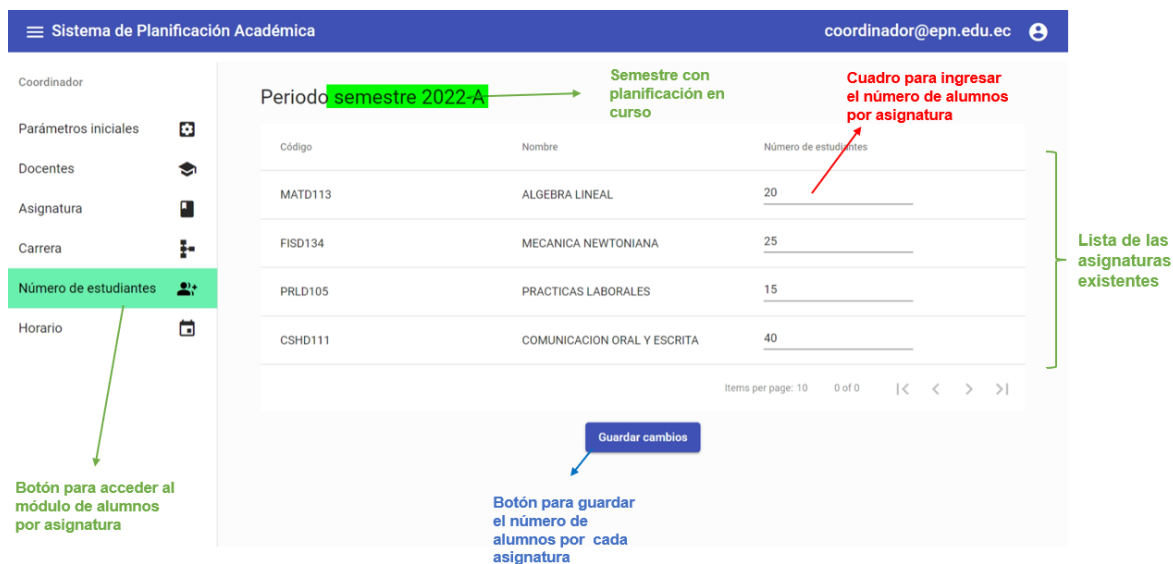 Sistema de Planificación Académica
coordinador@epn.edu.ec
Coordinador
Parámetros iniciales
Docentes
Asignatura
Carrera
Número de estudiantes
Horario
Botón para acceder al
módulo de alumnos
por asignatura
Periodo semestre 2022-A
Semestre con
planificación en
curso
Cuadro para ingresar
el número de alumnos
por asignatura
Código Nombre Número de estudiantes
MATD113 ALGEBRA LINEAL 20
FISD134 MECANICA NEWTONIANA 25
PRLD105 PRACTICAS LABORALES 15
CSHD111 COMUNICACION ORAL Y ESCRITA 40
Items per page: 10 0 of 0
Lista de las
asignaturas
existentes
Guardar cambios
Botón para guardar
el número de
alumnos por cada
asignatura